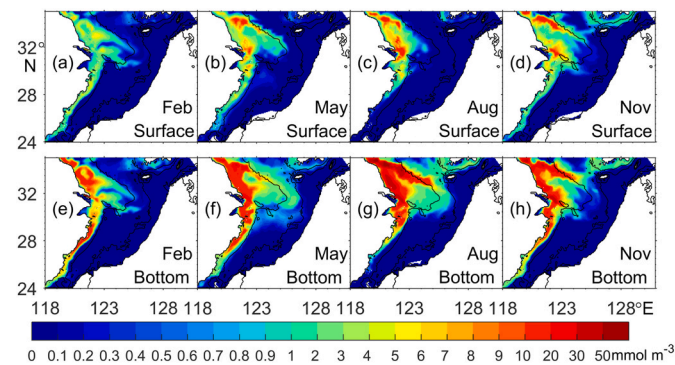 32°
N
28
24
(a)
Feb
Surface
(b)
May
Surface
(c)
Aug
Surface
(d)
Nov
Surface
32
28
24
(e)
Feb
Bottom
(f)
May
Bottom
(g)
Aug
Bottom
(h)
Nov
Bottom
118 123 128 118 123 128 118 123 128 118 123 128°E
0 0.1 0.2 0.3 0.4 0.5 0.6 0.7 0.8 0.9 1 2 3 4 5 6 7 8 9 10 20 30 50 mmol m⁻³